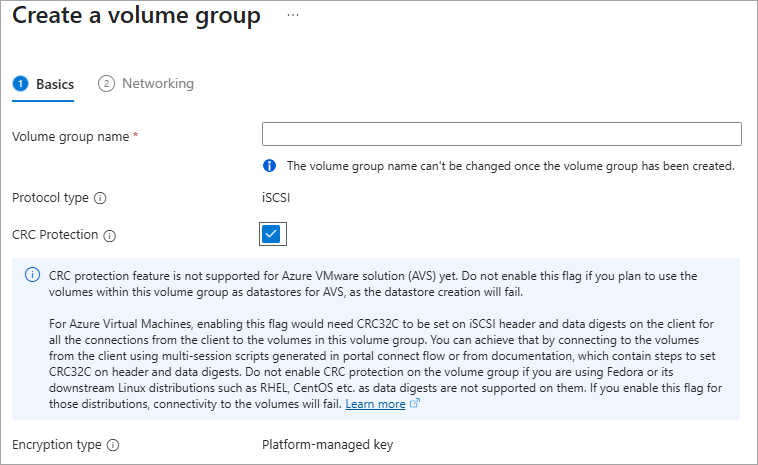 Create a volume group ...
1 Basics 2 Networking
Volume group name *
The volume group name can't be changed once the volume group has been created.
Protocol type iSCSI
CRC Protection
CRC protection feature is not supported for Azure VMware solution (AVS) yet. Do not enable this flag if you plan to use the
volumes within this volume group as datastores for AVS, as the datastore creation will fail.
For Azure Virtual Machines, enabling this flag would need CRC32C to be set on iSCSI header and data digests on the client for
all the connections from the client to the volumes in this volume group. You can achieve that by connecting to the volumes
from the client using multi-session scripts generated in portal connect flow or from documentation, which contain steps to set
CRC32C on header and data digests. Do not enable CRC protection on the volume group if you are using Fedora or its
downstream Linux distributions such as RHEL, CentOS etc. as data digests are not supported on them. If you enable this flag for
those distributions, connectivity to the volumes will fail. Learn more
Encryption type Platform-managed key